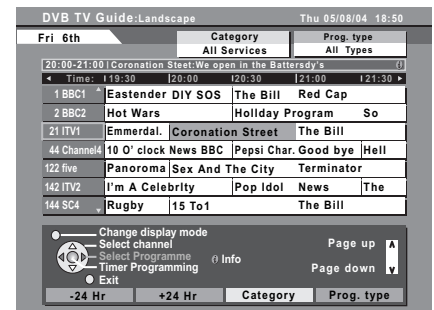 DVB TV Guide:Landscape Thu 05/08/04 18:50
Fri 6th Category Prog. type
All Services All Types
20:00-21:00 | Coronation Steet:We open in the Battersdy's
Time: 19:30 20:00 20:30 21:00 21:30
1 BBC1 Eastender DIY SOS The Bill Red Cap
2 BBC2 Hot Wars Hollday Program So
21 ITV1 Emmerdal. Coronation Street The Bill
44 Channel4 10 O' clock News BBC Pepsi Char. Good bye Hell
122 five Panoroma Sex And The City Terminator
142 ITV2 I'm A Celebrlty Pop Idol News The
144 SC4 Rugby 15 To1 The Bill
Change display mode
Select channel Page up
Select Programme Info
Timer Programming Page down
Exit
-24 Hr +24 Hr Category Prog. type